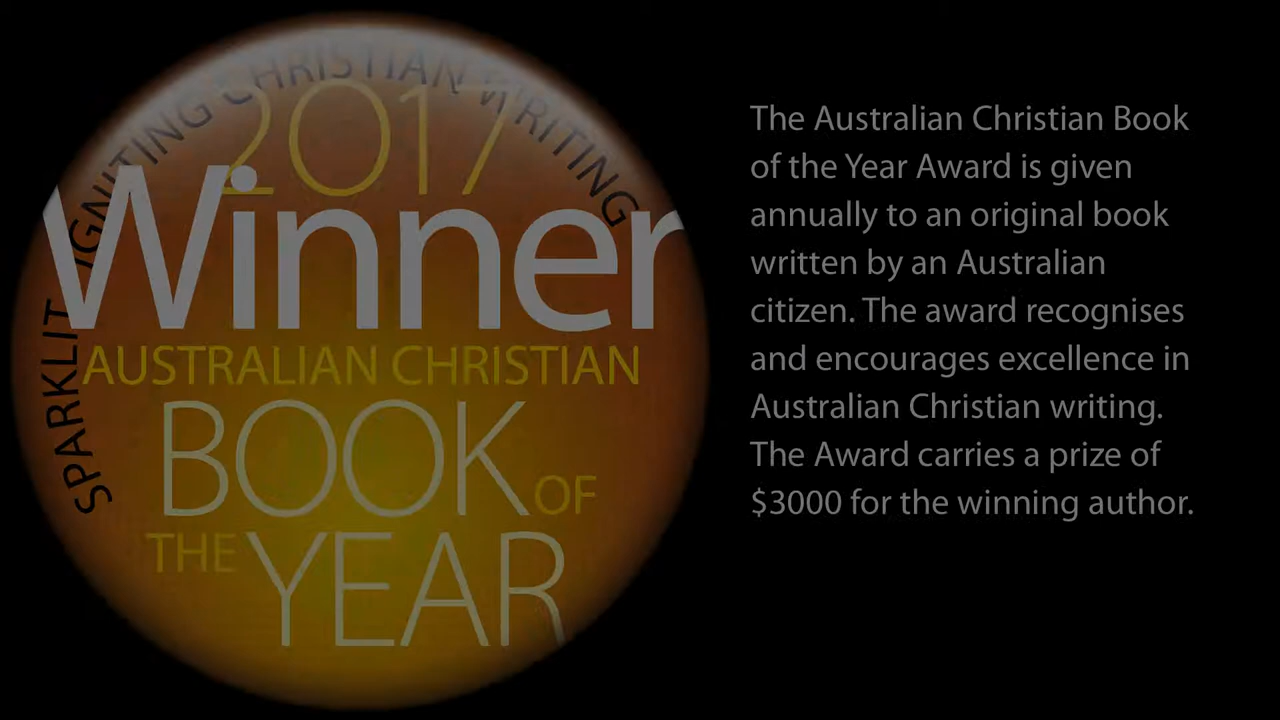 SPARKLIT IGNITING CHRISTIAN WRITING
2017
Winner
AUSTRALIAN CHRISTIAN
BOOK OF
THE YEAR
The Australian Christian Book
of the Year Award is given
annually to an original book
written by an Australian
citizen. The award recognises
and encourages excellence in
Australian Christian writing.
The Award carries a prize of
$3000 for the winning author.